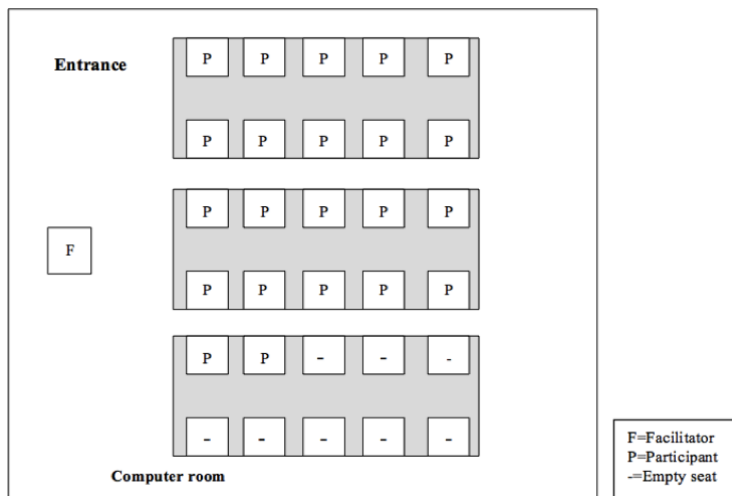 P P P P P
Entrance
P P P P P
P P P P P
F
P P P P P
P P - - -
- - - - -
Computer room
F=Facilitator
P=Participant
-=Empty seat